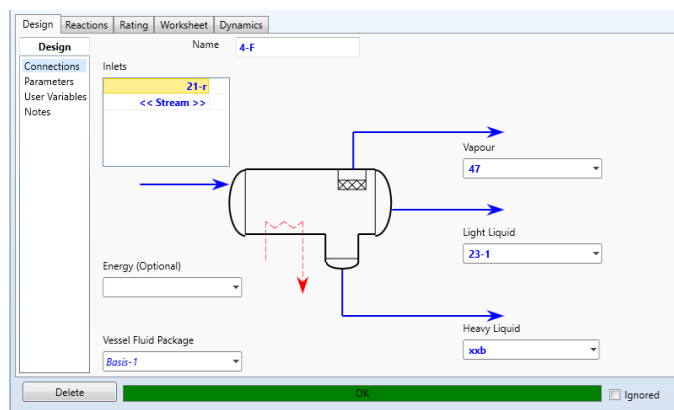 Design Reactions Rating Worksheet Dynamics
Design
Connections
Parameters
User Variables
Notes
Name 4-F
Inlets
21-r
<< Stream >>
Vapour
47
Light Liquid
23-1
Energy (Optional)
Heavy Liquid
xxb
Vessel Fluid Package
Basis-1
Delete OK Ignored